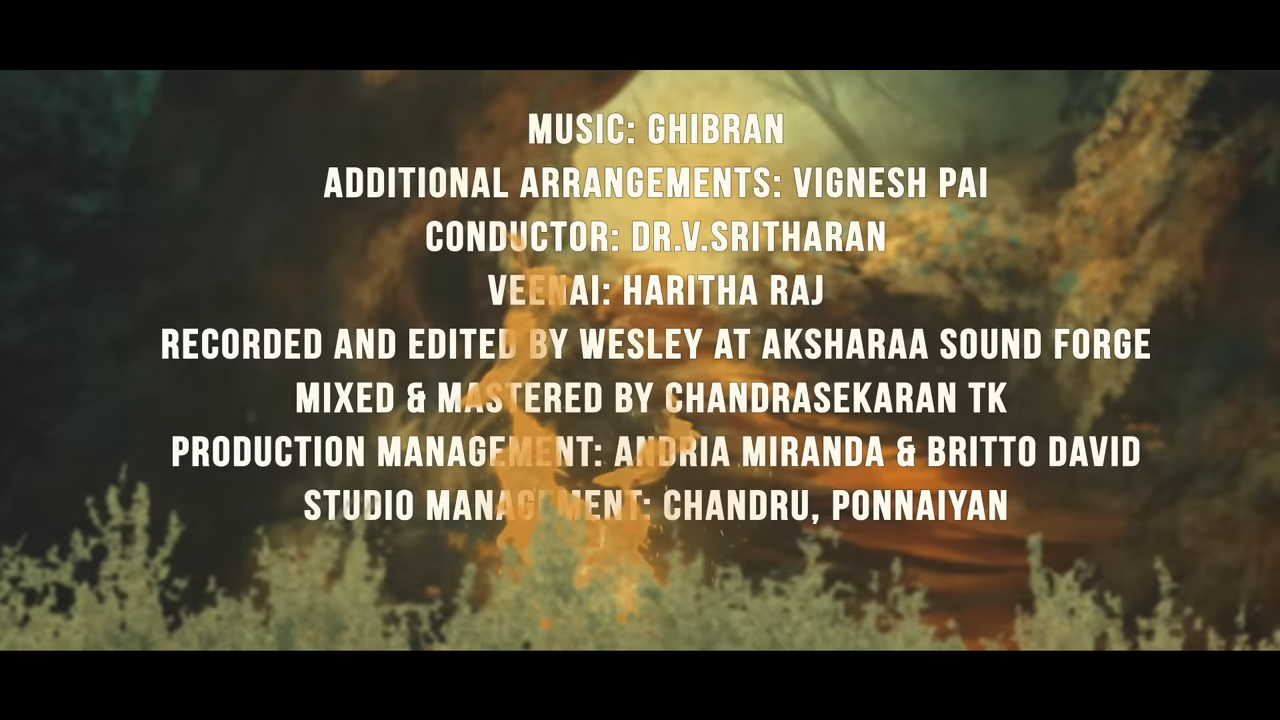 MUSIC: GHIBRAN
ADDITIONAL ARRANGEMENTS: VIGNESH PAI
CONDUCTOR: DR.V.SRITHARAN
VEENAI: HARITHA RAJ
RECORDED AND EDITED BY WESLEY AT AKSHARAA SOUND FORGE
MIXED & MASTERED BY CHANDRASEKARAN TK
PRODUCTION MANAGEMENT: ANDRIA MIRANDA & BRITTO DAVID
STUDIO MANAGEMENT: CHANDRU, PONNAIYAN